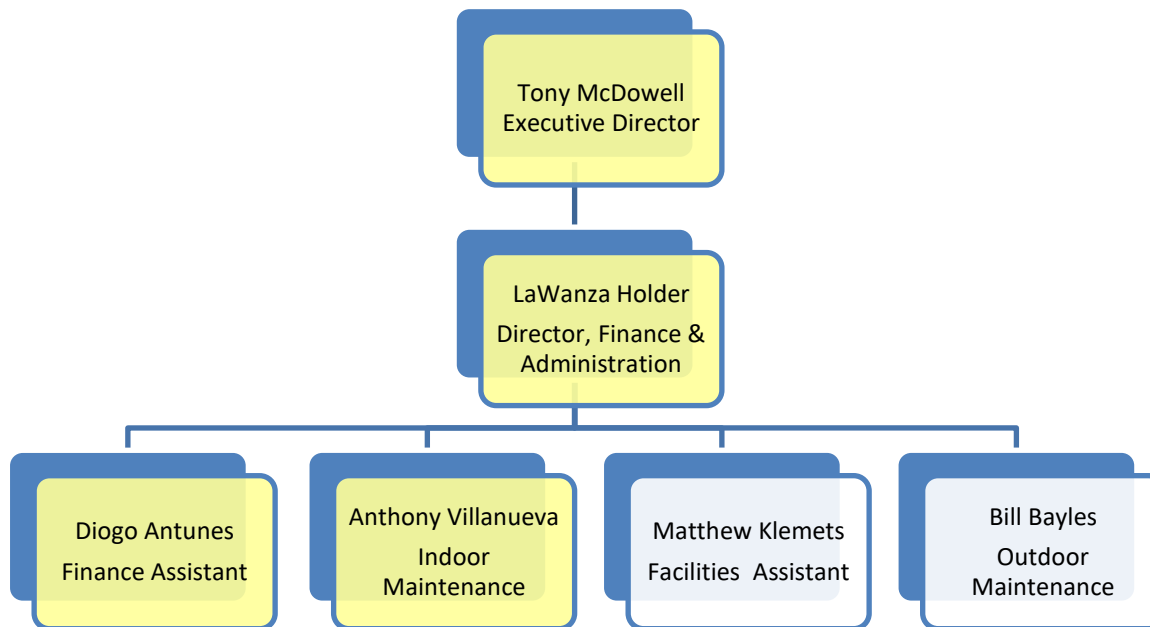 Tony McDowell
Executive Director
LaWanza Holder
Director, Finance &
Administration
Diogo Antunes
Finance Assistant
Anthony Villanueva
Indoor
Maintenance
Matthew Klemets
Facilities  Assistant
Bill Bayles
Outdoor
Maintenance